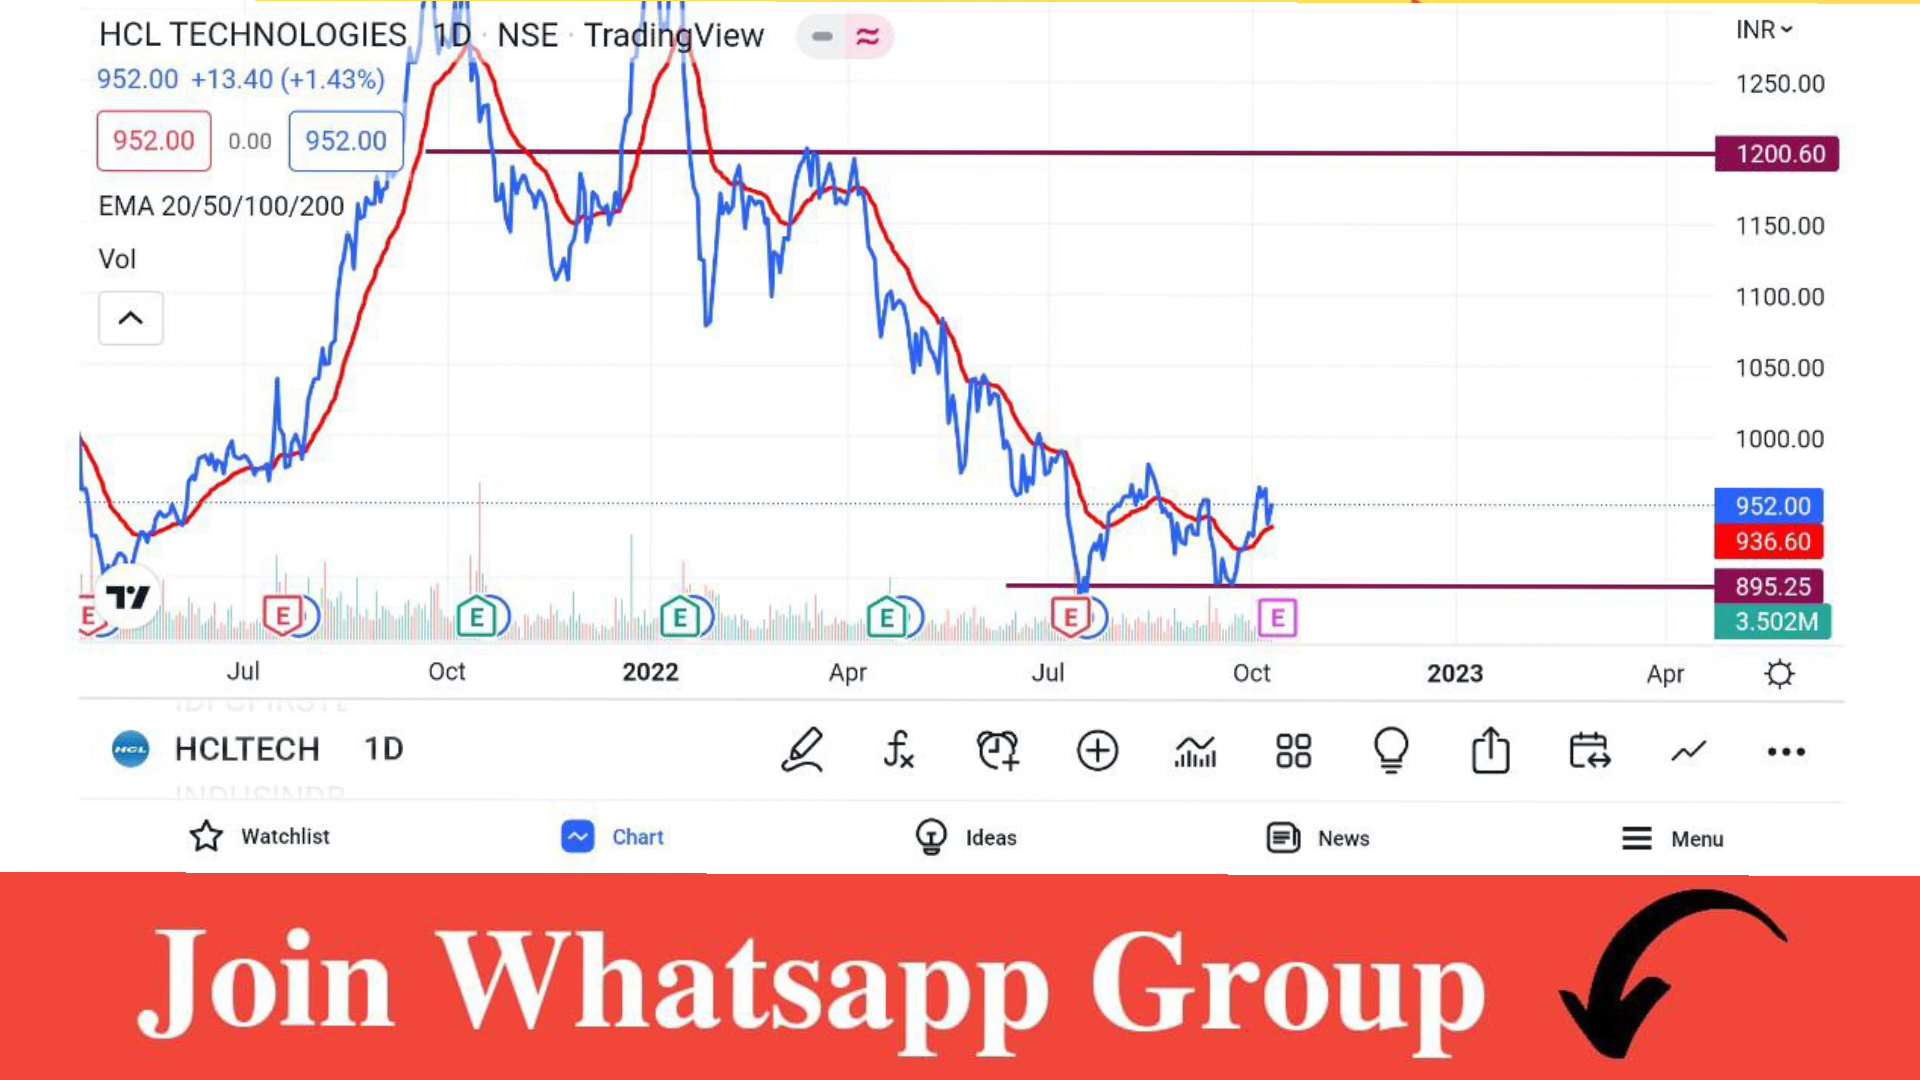 HCL TECHNOLOGIES 1D · NSE · TradingView
INR
952.00 +13.40 (+1.43%)
952.00 0.00 952.00
EMA 20/50/100/200
Vol
1250.00
1200.60
1150.00
1100.00
1050.00
1000.00
952.00
936.60
895.25
3.502M
E E E E E E E
Jul Oct 2022 Apr Jul Oct 2023 Apr
HCL HCLTECH 1D
Watchlist Chart Ideas News Menu
Join Whatsapp Group